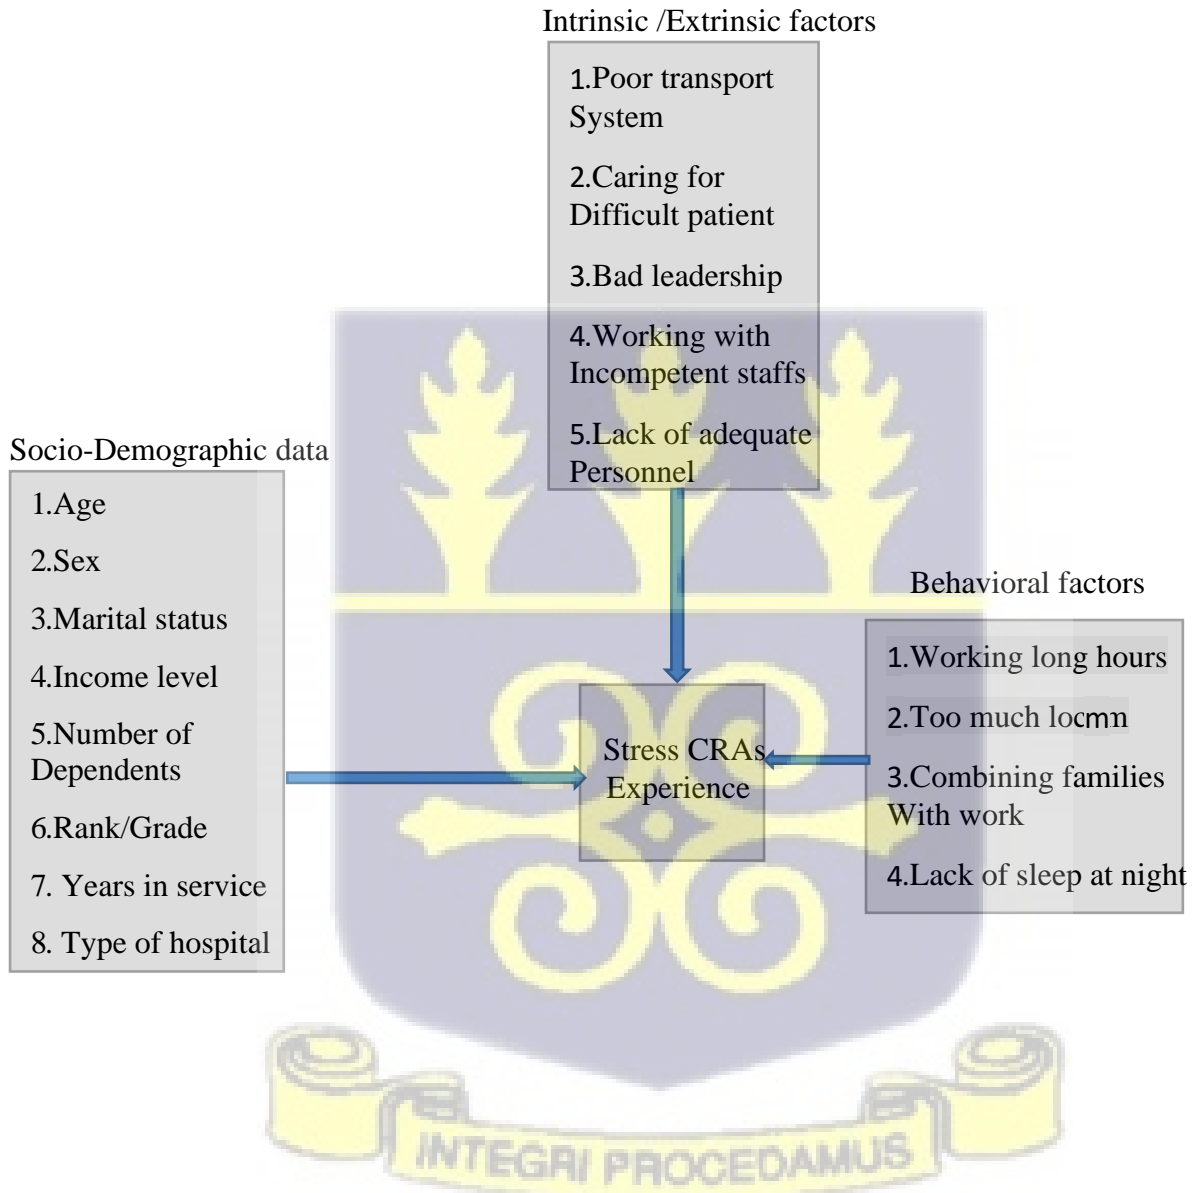 Intrinsic /Extrinsic factors
1.Poor transport
System
2.Caring for
Difficult patient
3.Bad leadership
4.Working with
Incompetent staffs
5.Lack of adequate
Personnel
Socio-Demographic data
1.Age
2.Sex
3.Marital status
4.Income level
5.Number of
Dependents
6.Rank/Grade
7. Years in service
8. Type of hospital
Behavioral factors
1.Working long hours
2.Too much locmn
3.Combining families
With work
4.Lack of sleep at night
Stress CRAs
Experience
INTEGRI PROCEDAMUS